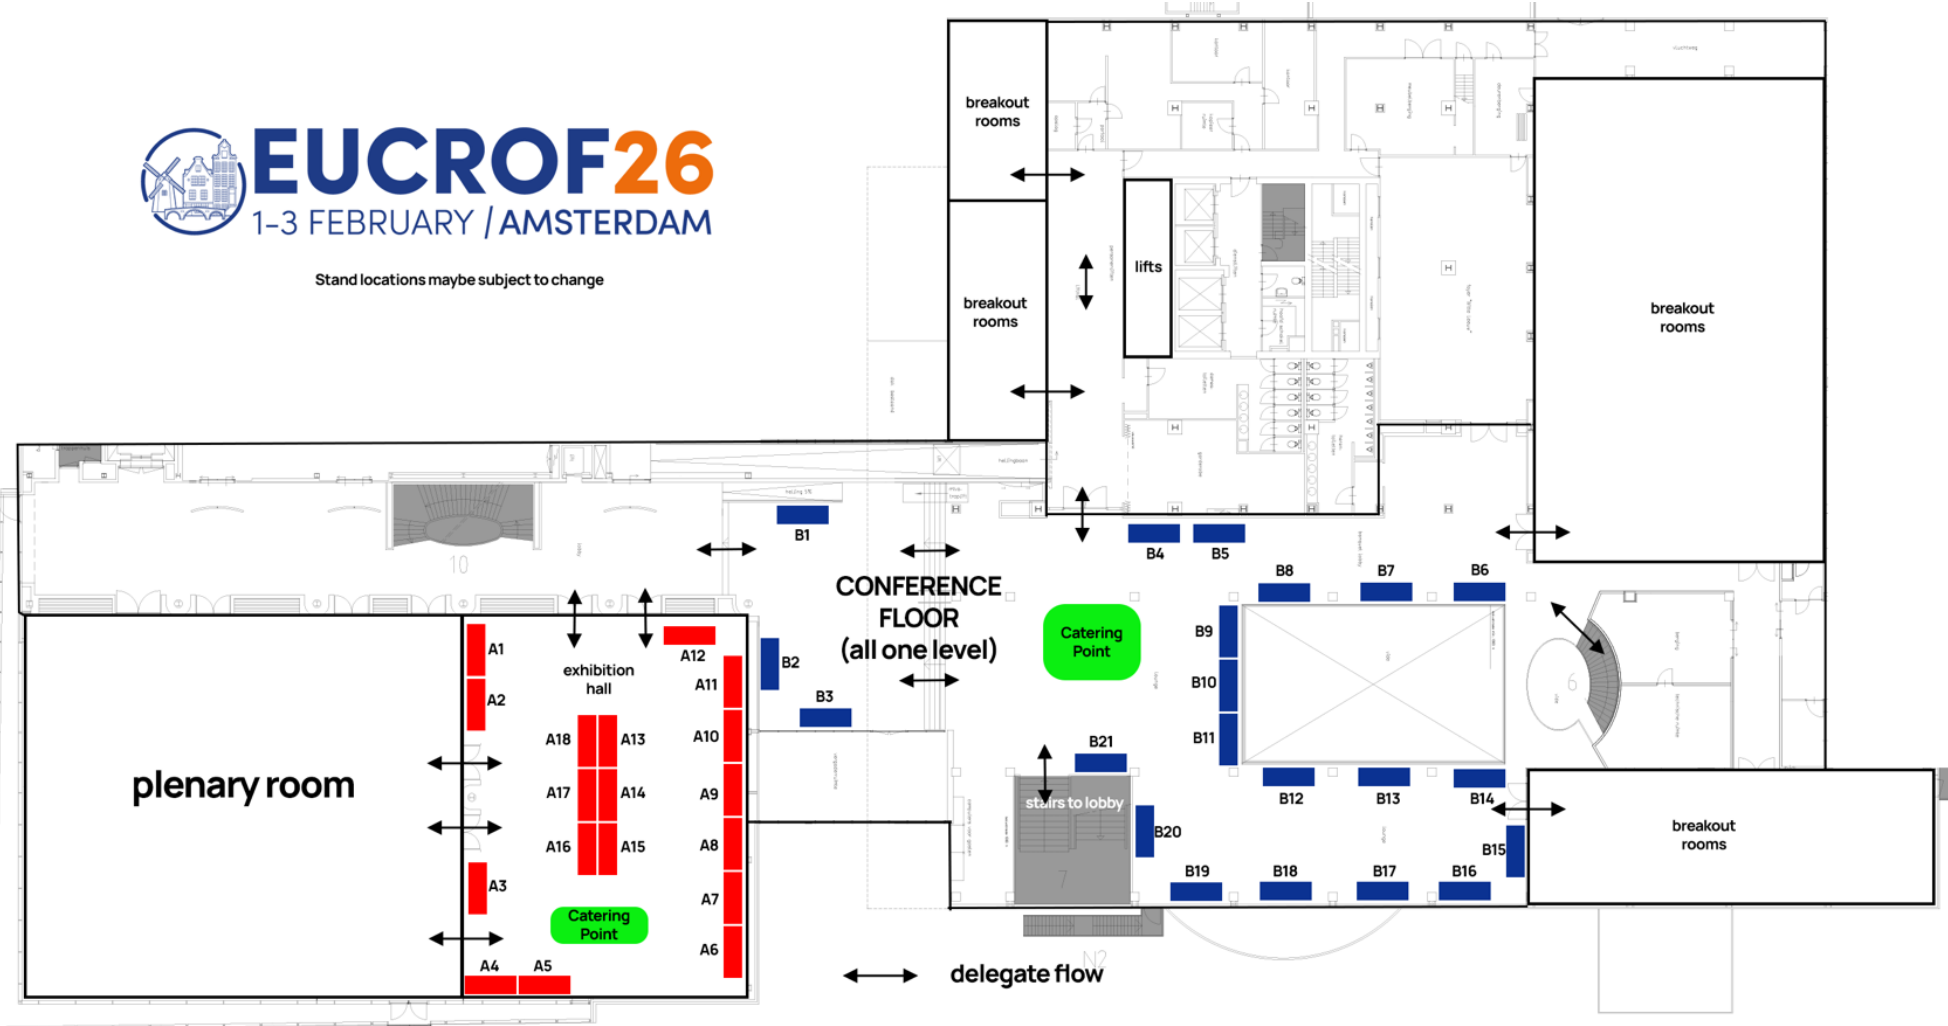 EUCROF26
1-3 FEBRUARY / AMSTERDAM
Stand locations maybe subject to change
breakout
rooms
breakout
rooms
lifts
breakout
rooms
10
B1
B4
B5
CONFERENCE
FLOOR
(all one level)
B8
B7
B6
Catering
Point
B9
B10
B11
6
B2
B3
A1
A2
exhibition
hall
A12
A11
A10
A9
A8
A7
A6
A18
A13
A17
A14
A16
A15
A3
Catering
Point
A4
A5
plenary room
B21
stairs to lobby
7
B20
B12
B13
B14
B15
B19
B18
B17
B16
breakout
rooms
N2
delegate flow